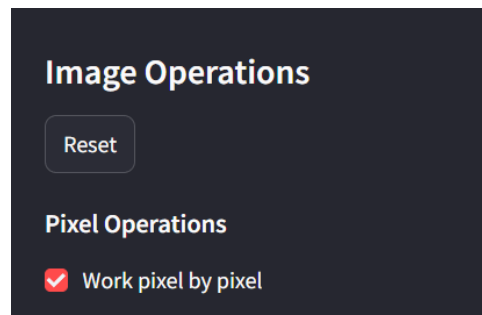 Image Operations
Reset
Pixel Operations
Work pixel by pixel